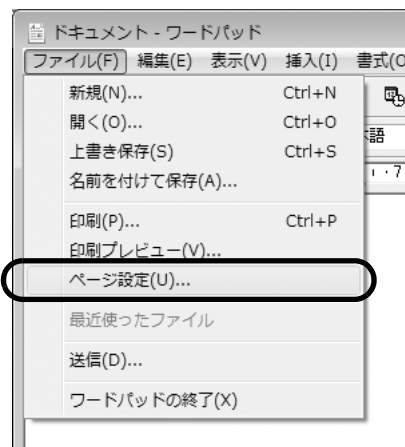 ドキュメント - ワードパッド
ファイル(F) 編集(E) 表示(V) 挿入(I) 書式(O
新規(N)... Ctrl+N
開く(O)... Ctrl+O
語
上書き保存(S) Ctrl+S
名前を付けて保存(A)...
・7
印刷(P)... Ctrl+P
印刷プレビュー(V)...
ページ設定(U)...
最近使ったファイル
送信(D)...
ワードパッドの終了(X)